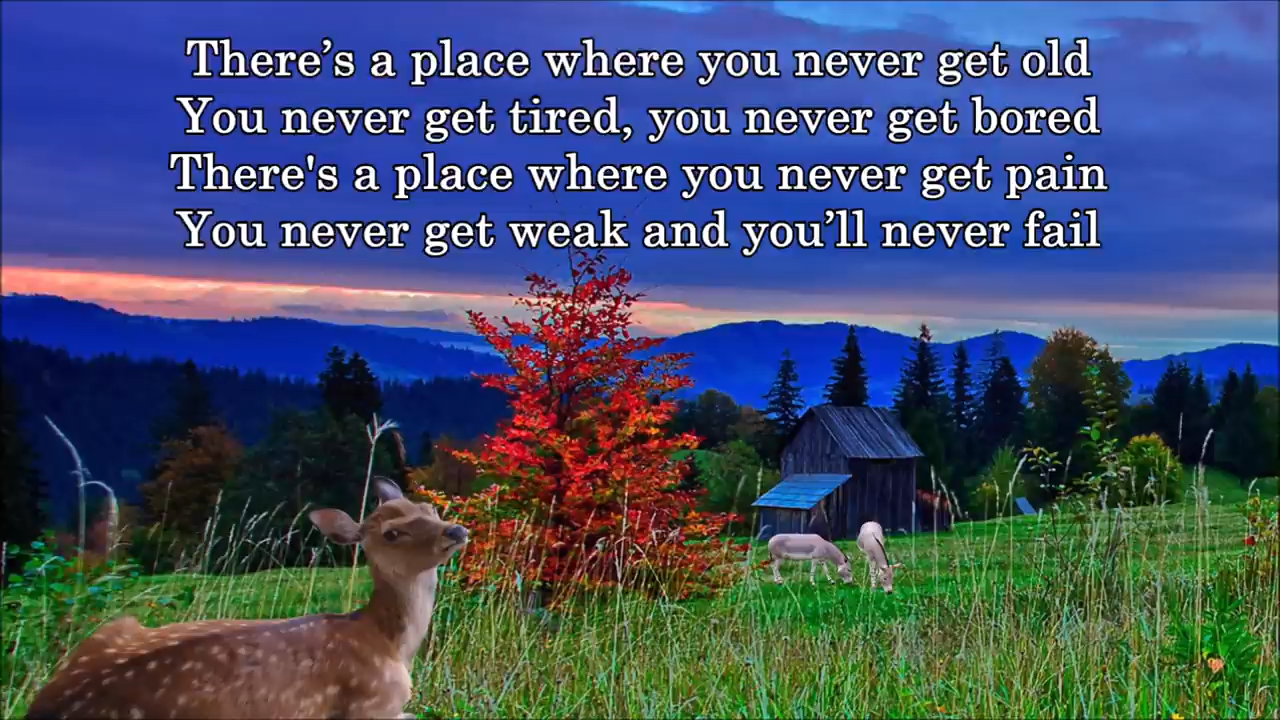 There’s a place where you never get old
You never get tired, you never get bored
There's a place where you never get pain
You never get weak and you’ll never fail